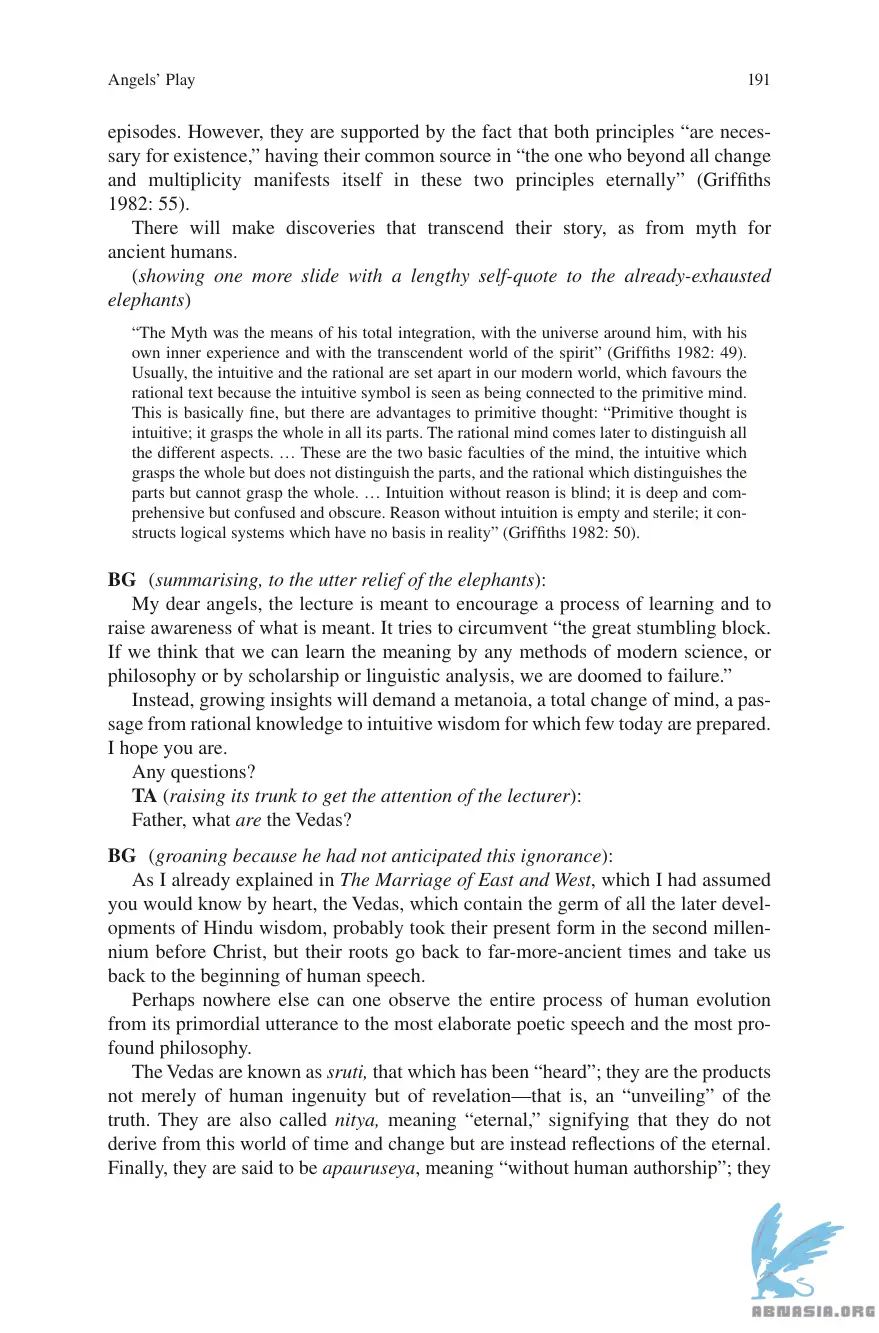 Angels’ Play 191
episodes. However, they are supported by the fact that both principles “are neces-
sary for existence,” having their common source in “the one who beyond all change
and multiplicity manifests itself in these two principles eternally” (Griffiths
1982: 55).
There will make discoveries that transcend their story, as from myth for
ancient humans.
(showing one more slide with a lengthy self-quote to the already-exhausted
elephants)
“The Myth was the means of his total integration, with the universe around him, with his
own inner experience and with the transcendent world of the spirit” (Griffiths 1982: 49).
Usually, the intuitive and the rational are set apart in our modern world, which favours the
rational text because the intuitive symbol is seen as being connected to the primitive mind.
This is basically fine, but there are advantages to primitive thought: “Primitive thought is
intuitive; it grasps the whole in all its parts. The rational mind comes later to distinguish all
the different aspects. … These are the two basic faculties of the mind, the intuitive which
grasps the whole but does not distinguish the parts, and the rational which distinguishes the
parts but cannot grasp the whole. … Intuition without reason is blind; it is deep and com-
prehensive but confused and obscure. Reason without intuition is empty and sterile; it con-
structs logical systems which have no basis in reality” (Griffiths 1982: 50).
BG (summarising, to the utter relief of the elephants):
My dear angels, the lecture is meant to encourage a process of learning and to
raise awareness of what is meant. It tries to circumvent “the great stumbling block.
If we think that we can learn the meaning by any methods of modern science, or
philosophy or by scholarship or linguistic analysis, we are doomed to failure.”
Instead, growing insights will demand a metanoia, a total change of mind, a pas-
sage from rational knowledge to intuitive wisdom for which few today are prepared.
I hope you are.
Any questions?
TA (raising its trunk to get the attention of the lecturer):
Father, what are the Vedas?
BG (groaning because he had not anticipated this ignorance):
As I already explained in The Marriage of East and West, which I had assumed
you would know by heart, the Vedas, which contain the germ of all the later devel-
opments of Hindu wisdom, probably took their present form in the second millen-
nium before Christ, but their roots go back to far-more-ancient times and take us
back to the beginning of human speech.
Perhaps nowhere else can one observe the entire process of human evolution
from its primordial utterance to the most elaborate poetic speech and the most pro-
found philosophy.
The Vedas are known as sruti, that which has been “heard”; they are the products
not merely of human ingenuity but of revelation—that is, an “unveiling” of the
truth. They are also called nitya, meaning “eternal,” signifying that they do not
derive from this world of time and change but are instead reflections of the eternal.
Finally, they are said to be apauruseya, meaning “without human authorship”; they
ABNASIA.ORG